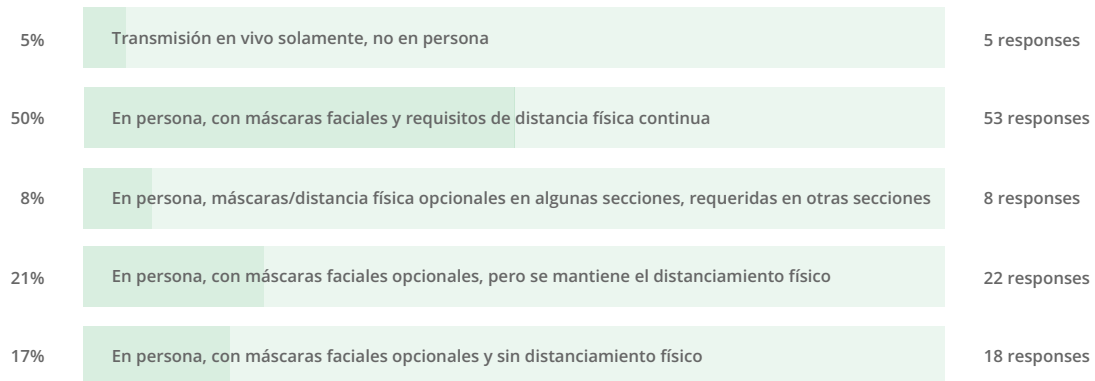 5% Transmisión en vivo solamente, no en persona 5 responses
50% En persona, con máscaras faciales y requisitos de distancia física continua 53 responses
8% En persona, máscaras/distancia física opcionales en algunas secciones, requeridas en otras secciones 8 responses
21% En persona, con máscaras faciales opcionales, pero se mantiene el distanciamiento físico 22 responses
17% En persona, con máscaras faciales opcionales y sin distanciamiento físico 18 responses